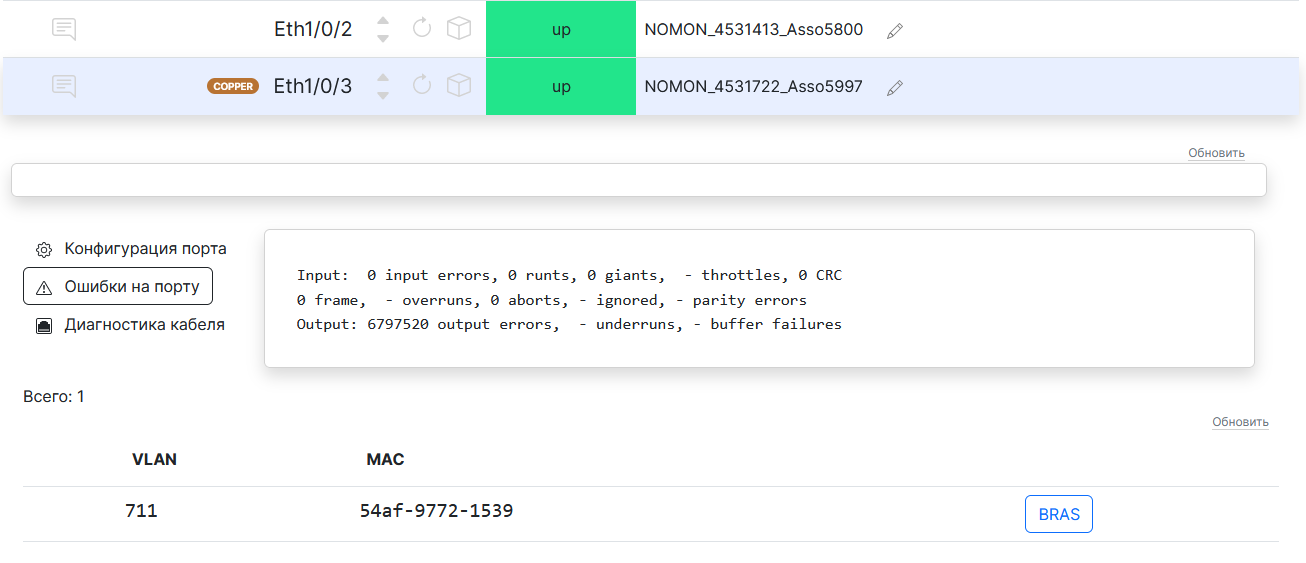 Eth1/0/2 up NOMON_4531413_Asso5800
COPPER Eth1/0/3 up NOMON_4531722_Asso5997
Обновить
Конфигурация порта
Ошибки на порту
Диагностика кабеля
Input:  0 input errors, 0 runts, 0 giants,  - throttles, 0 CRC
0 frame,  - overruns, 0 aborts, - ignored, - parity errors
Output: 6797520 output errors,  - underruns, - buffer failures
Всего: 1
Обновить
VLAN MAC
711 54af-9772-1539 BRAS